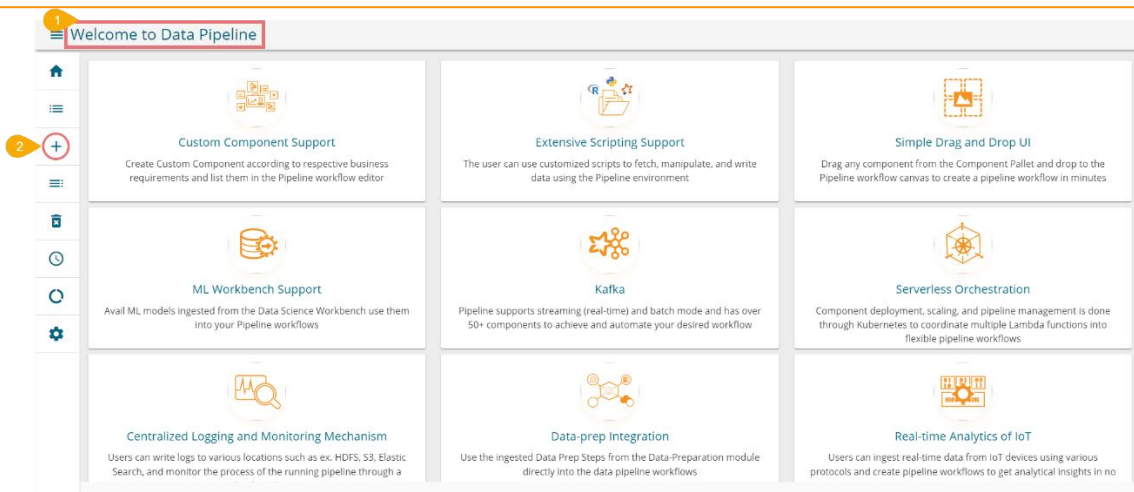 1
Welcome to Data Pipeline
2
Custom Component Support
Create Custom Component according to respective business
requirements and list them in the Pipeline workflow editor
R
Extensive Scripting Support
The user can use customized scripts to fetch, manipulate, and write
data using the Pipeline environment
Simple Drag and Drop UI
Drag any component from the Component Pallet and drop to the
Pipeline workflow canvas to create a pipeline workflow in minutes
ML Workbench Support
Avail ML models ingested from the Data Science Workbench use them
into your Pipeline workflows
Kafka
Pipeline supports streaming (real-time) and batch mode and has over
50+ components to achieve and automate your desired workflow
Serverless Orchestration
Component deployment, scaling, and pipeline management is done
through Kubernetes to coordinate multiple Lambda functions into
flexible pipeline workflows
Centralized Logging and Monitoring Mechanism
Users can write logs to various locations such as ex. HDFS, S3, Elastic
Search, and monitor the process of the running pipeline through a
Data-prep Integration
Use the ingested Data Prep Steps from the Data-Preparation module
directly into the data pipeline workflows
Real-time Analytics of IoT
Users can ingest real-time data from IoT devices using various
protocols and create pipeline workflows to get analytical insights in no